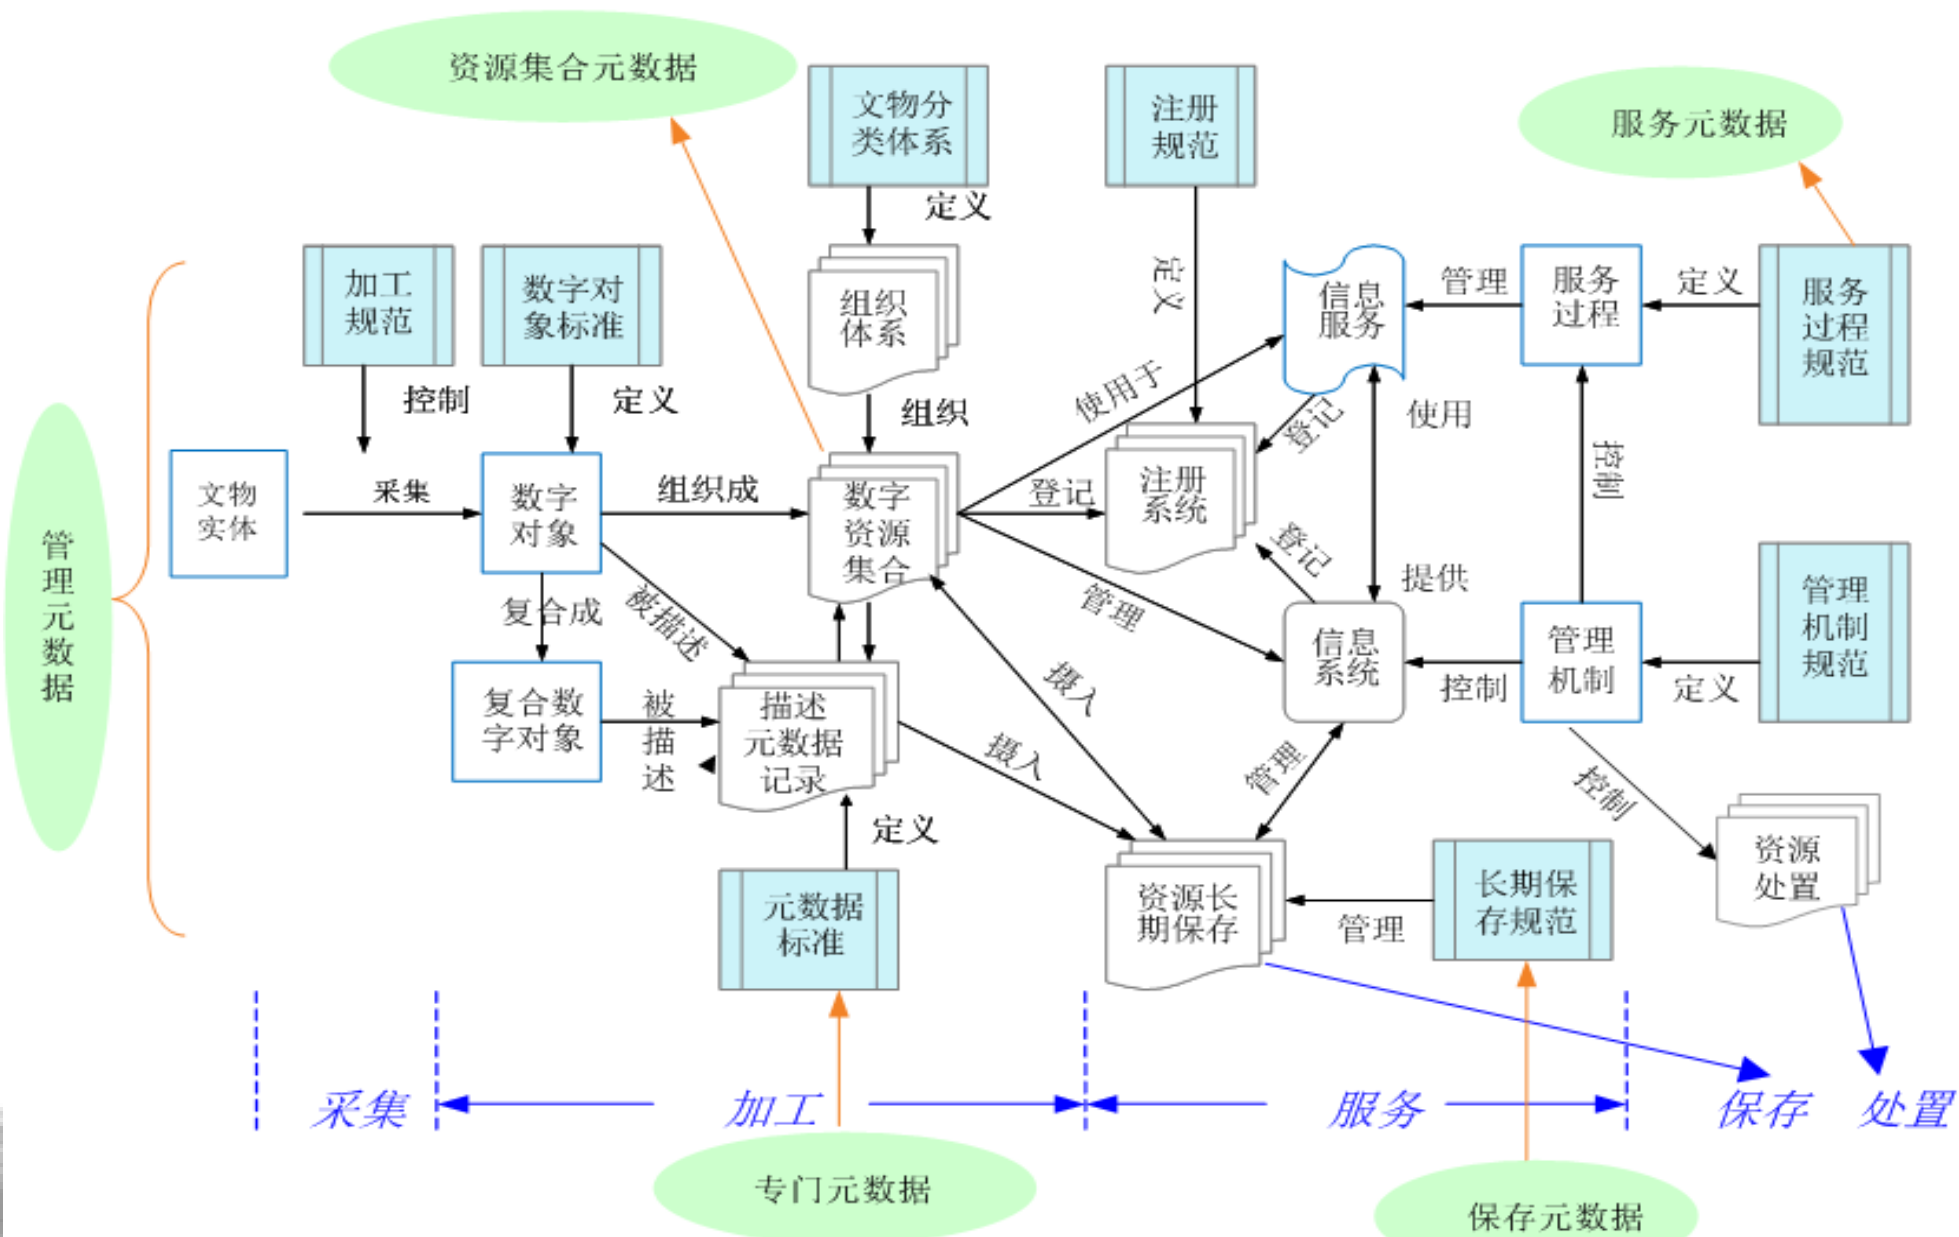 资源集合元数据
文物分
类体系
注册
规范
服务元数据
定义
加工
规范
数字对
象标准
组织
体系
定义
信息
服务
管理
服务
过程
定义
服务
过程
规范
控制
定义
组织
使用于
登记
使用
控制
文物
实体
采集
数字
对象
组织成
数字
资源
集合
登记
注册
系统
登记
管理
提供
管理
元数据
复合成
被描述
信息
系统
控制
管理
机制
定义
管理
机制
规范
复合数
字对象
被
描
述
描述
元数据
记录
摄入
摄入
管理
控制
资源
处置
定义
元数据
标准
资源长
期保存
管理
长期保
存规范
采集
加工
服务
保存
处置
专门元数据
保存元数据